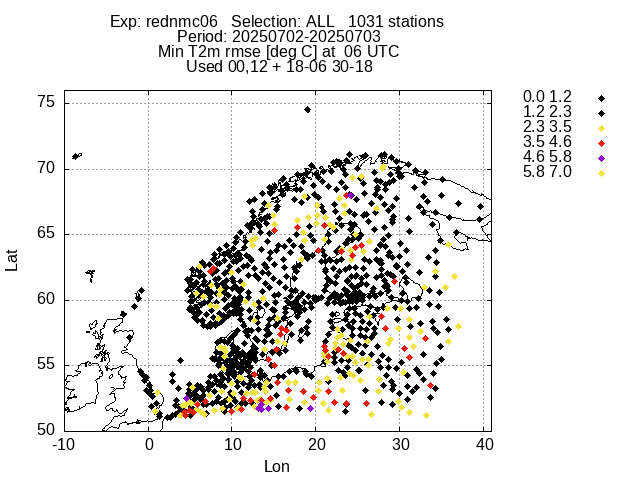 Exp: rednmc06   Selection: ALL   1031 stations
Period: 20250702-20250703
Min T2m rmse [deg C] at  06 UTC
Used 00,12 + 18-06 30-18
0.0 1.2
1.2 2.3
2.3 3.5
3.5 4.6
4.6 5.8
5.8 7.0
75
70
65
60
55
50
Lat
-10 0 10 20 30 40
Lon